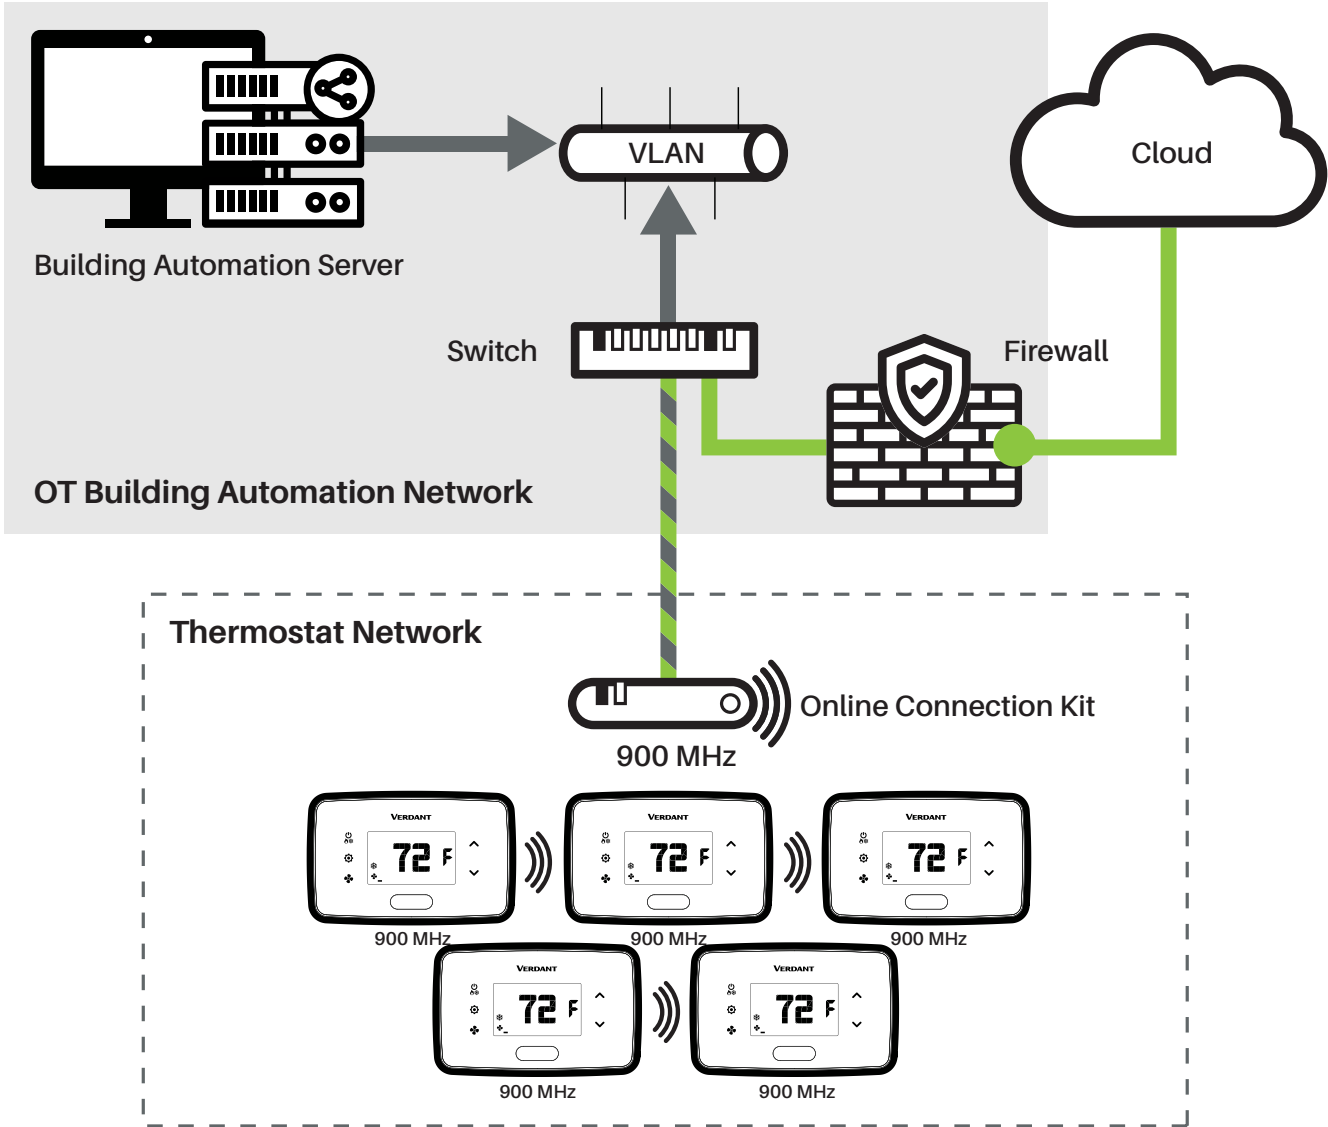 VLAN
Cloud
Building Automation Server
Switch
Firewall
OT Building Automation Network
Thermostat Network
Online Connection Kit
900 MHz
VERDANT
VERDANT
VERDANT
72 F
72 F
72 F
900 MHz
900 MHz
900 MHz
VERDANT
VERDANT
72 F
72 F
900 MHz
900 MHz